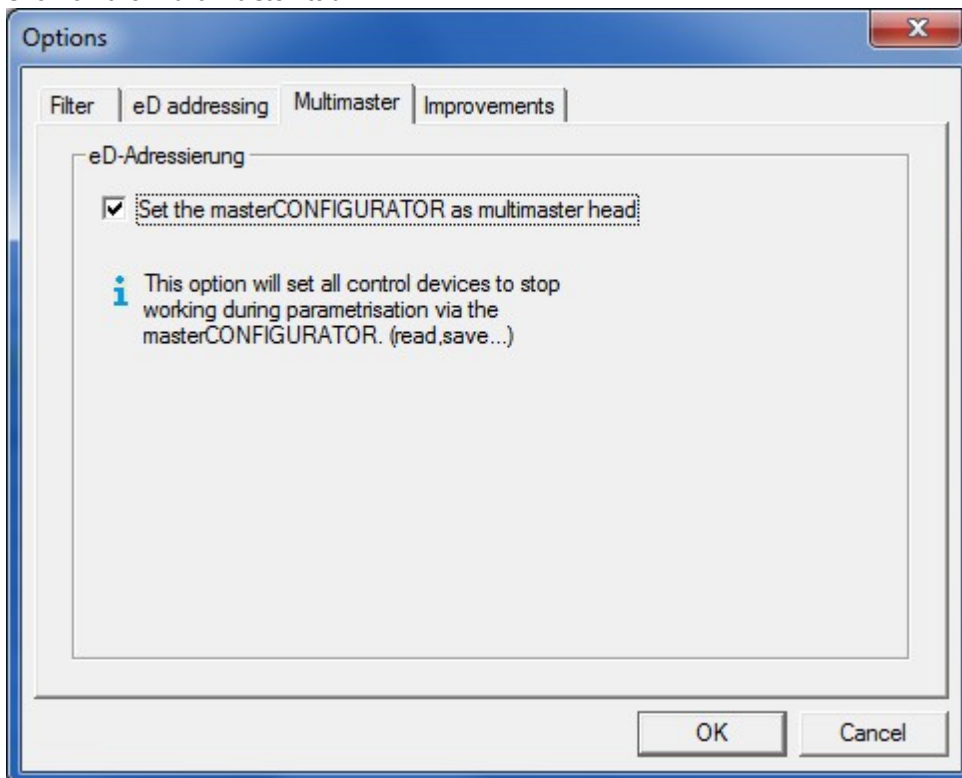 Options
Filter eD addressing Multimaster Improvements
eD-Adressierung
Set the masterCONFIGURATOR as multimaster head
This option will set all control devices to stop
working during parametrisation via the
masterCONFIGURATOR. (read,save...)
OK Cancel